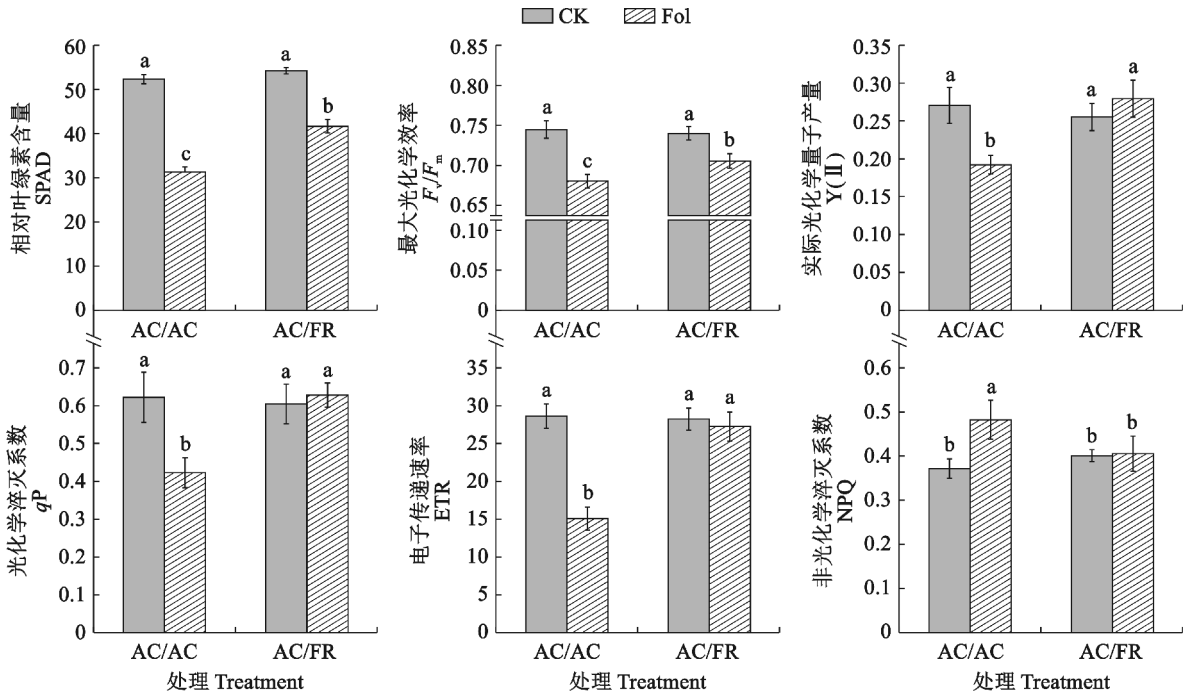 CK Fol
相对叶绿素含量
SPAD
60
50
40
30
20
10
0
a
c
a
b
AC/AC AC/FR
最大光化学效率
Fv/Fm
0.85
0.75
0.70
0.65
0.10
0.05
0
a
c
a
b
AC/AC AC/FR
实际光化学量子产量
Y(Ⅱ)
0.35
0.30
0.25
0.20
0.15
0.10
0.05
0
a
b
a
a
AC/AC AC/FR
光化学淬灭系数
qP
0.7
0.6
0.5
0.4
0.3
0.2
0.1
0
a
b
a
a
AC/AC AC/FR
处理 Treatment
电子传递速率
ETR
35
30
25
20
15
10
5
0
a
b
a
a
AC/AC AC/FR
处理 Treatment
非光化学淬灭系数
NPQ
0.6
0.5
0.4
0.3
0.2
0.1
0
b
a
b
b
AC/AC AC/FR
处理 Treatment